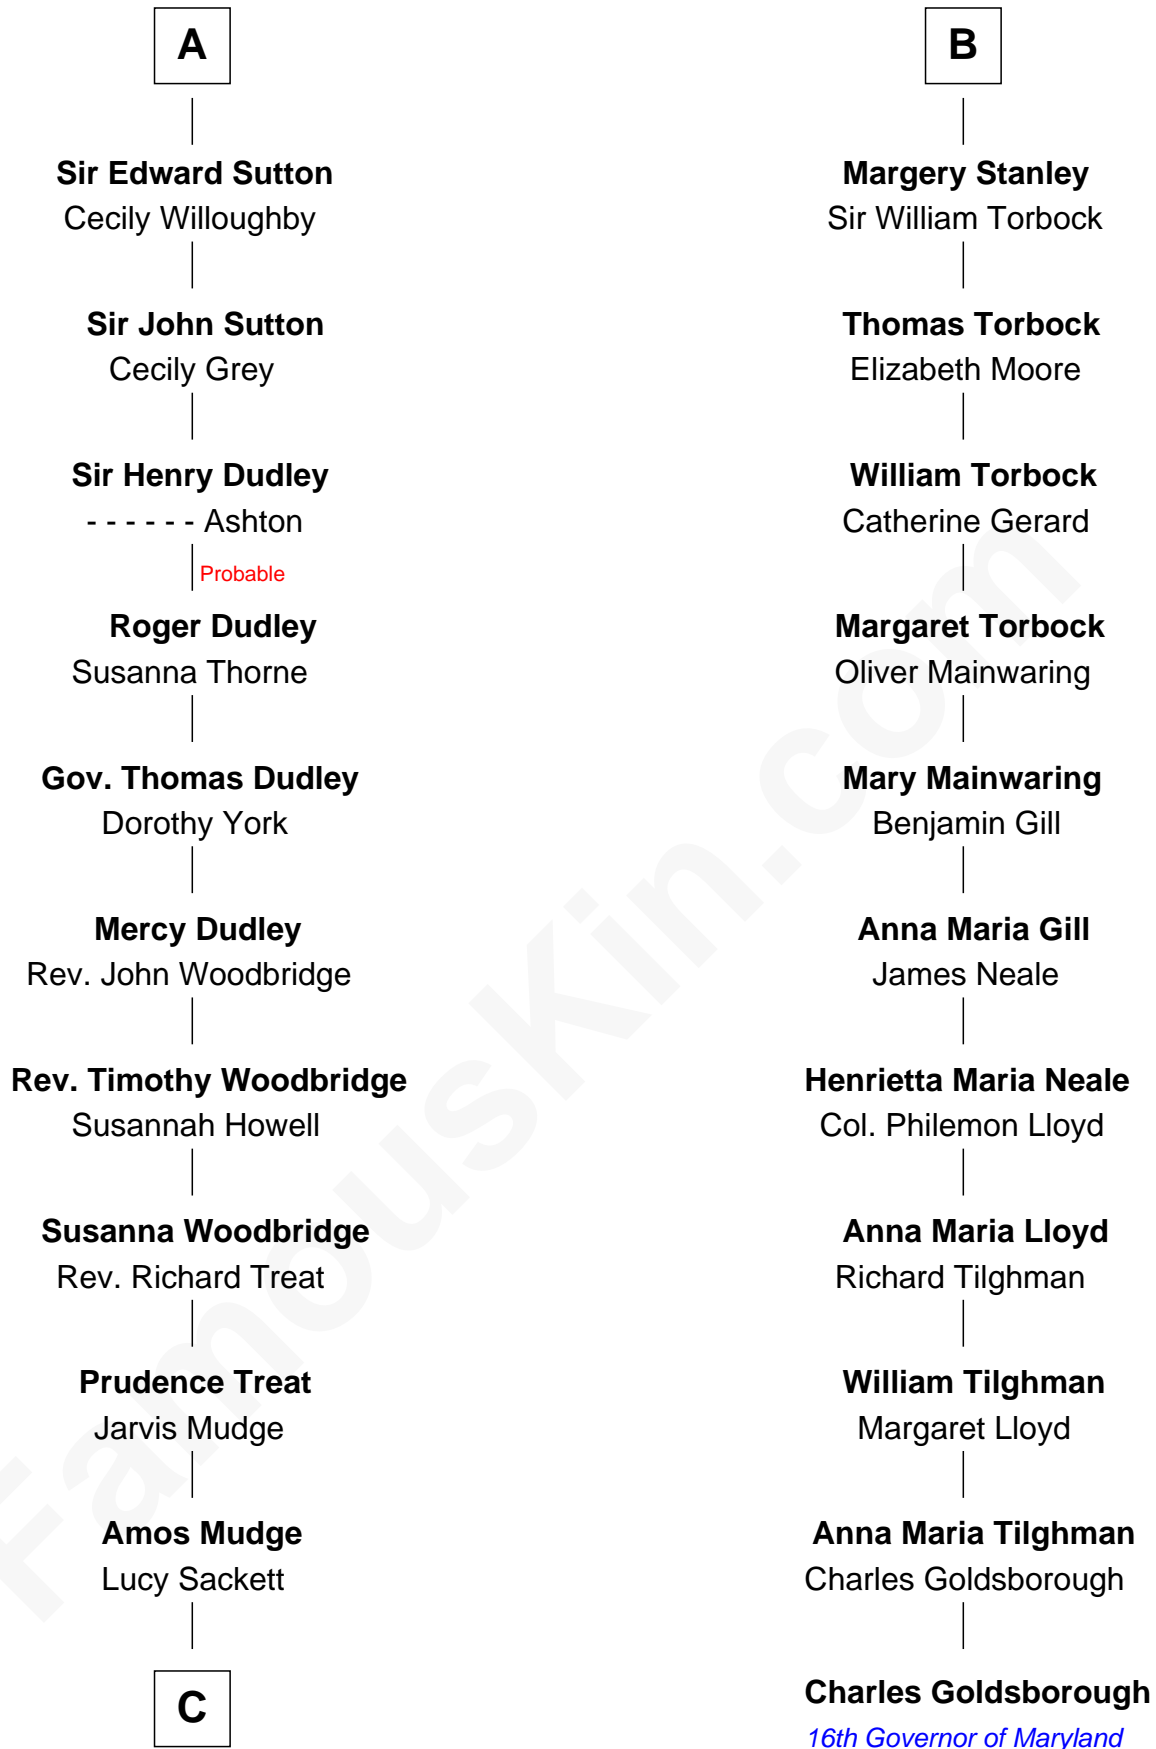 A
Sir Edward Sutton
Cecily Willoughby
Sir John Sutton
Cecily Grey
Sir Henry Dudley
- - - - - - Ashton
Probable
Roger Dudley
Susanna Thorne
Gov. Thomas Dudley
Dorothy York
Mercy Dudley
Rev. John Woodbridge
Rev. Timothy Woodbridge
Susannah Howell
Susanna Woodbridge
Rev. Richard Treat
Prudence Treat
Jarvis Mudge
Amos Mudge
Lucy Sackett
C
B
Margery Stanley
Sir William Torbock
Thomas Torbock
Elizabeth Moore
William Torbock
Catherine Gerard
Margaret Torbock
Oliver Mainwaring
Mary Mainwaring
Benjamin Gill
Anna Maria Gill
James Neale
Henrietta Maria Neale
Col. Philemon Lloyd
Anna Maria Lloyd
Richard Tilghman
William Tilghman
Margaret Lloyd
Anna Maria Tilghman
Charles Goldsborough
Charles Goldsborough
16th Governor of Maryland
FamousKin.com